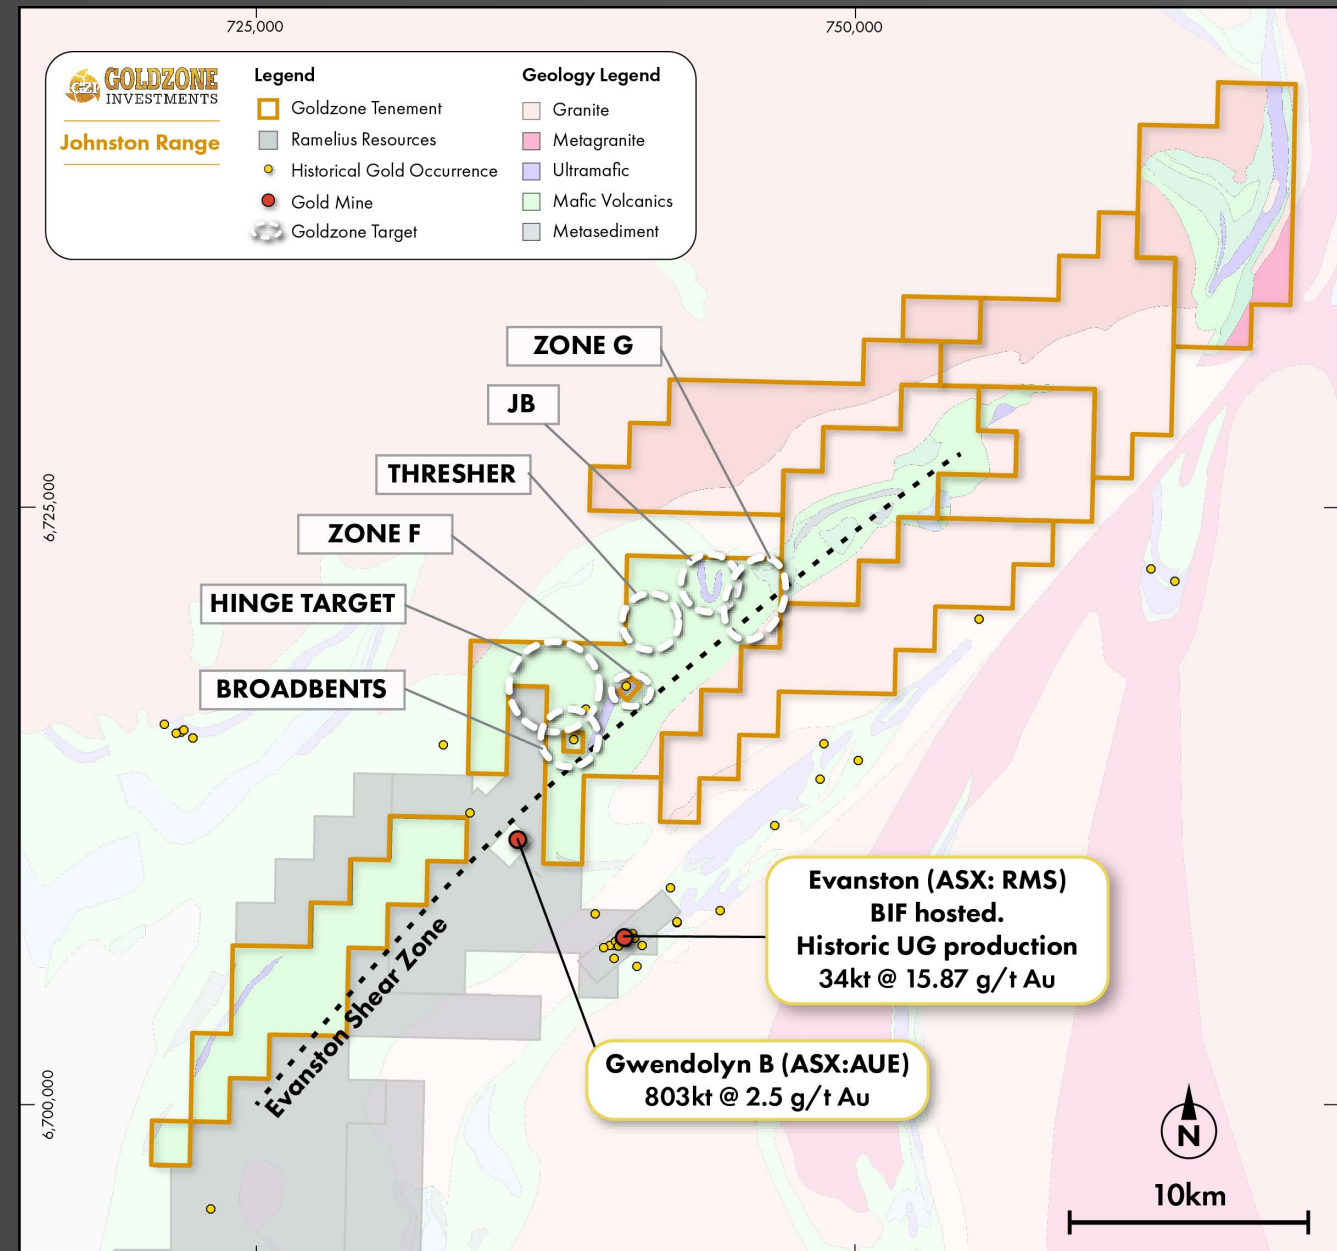 725,000
750,000
GZI GOLDZONE
INVESTMENTS
Johnston Range
Legend
Goldzone Tenement
Ramelius Resources
Historical Gold Occurrence
Gold Mine
Goldzone Target
Geology Legend
Granite
Metagranite
Ultramafic
Mafic Volcanics
Metasediment
ZONE G
JB
THRESHER
ZONE F
HINGE TARGET
BROADBENTS
6,725,000
6,700,000
Evanston Shear Zone
Evanston (ASX: RMS)
BIF hosted.
Historic UG production
34kt @ 15.87 g/t Au
Gwendolyn B (ASX:AUE)
803kt @ 2.5 g/t Au
N
10km